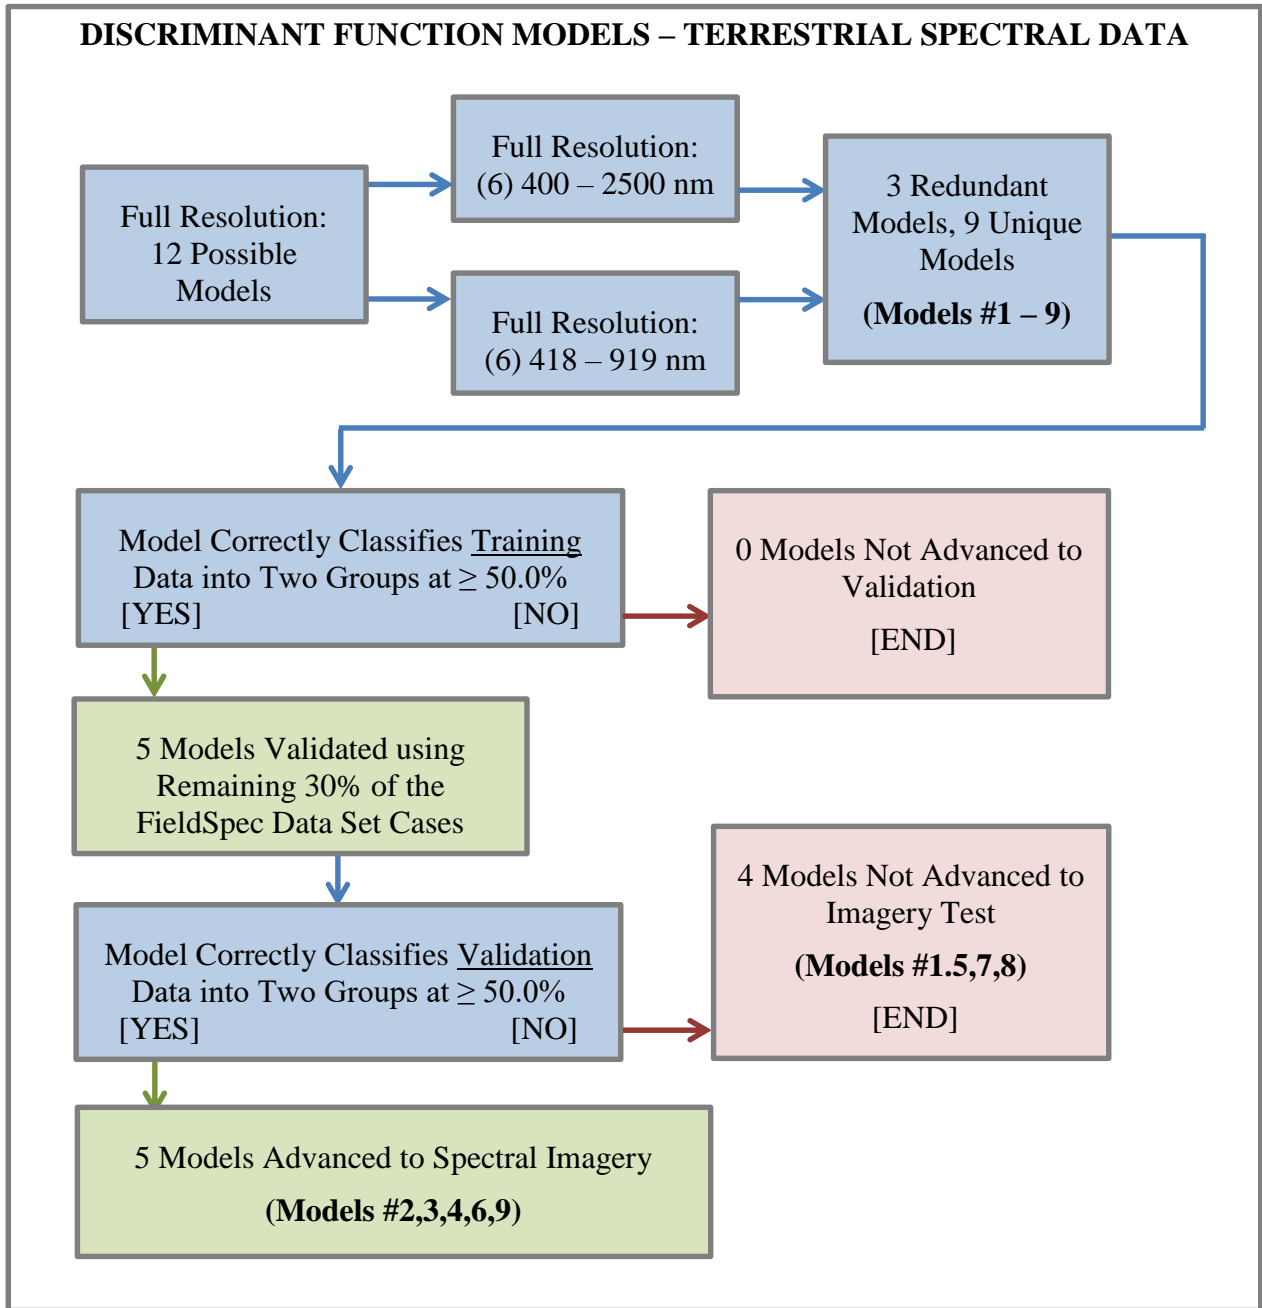 DISCRIMINANT FUNCTION MODELS – TERRESTRIAL SPECTRAL DATA
Full Resolution:
12 Possible
Models
Full Resolution:
(6) 400 – 2500 nm
Full Resolution:
(6) 418 – 919 nm
3 Redundant
Models, 9 Unique
Models
(Models #1 – 9)
Model Correctly Classifies Training
Data into Two Groups at ≥ 50.0%
[YES] [NO]
0 Models Not Advanced to
Validation
[END]
5 Models Validated using
Remaining 30% of the
FieldSpec Data Set Cases
Model Correctly Classifies Validation
Data into Two Groups at ≥ 50.0%
[YES] [NO]
4 Models Not Advanced to
Imagery Test
(Models #1.5,7,8)
[END]
5 Models Advanced to Spectral Imagery
(Models #2,3,4,6,9)